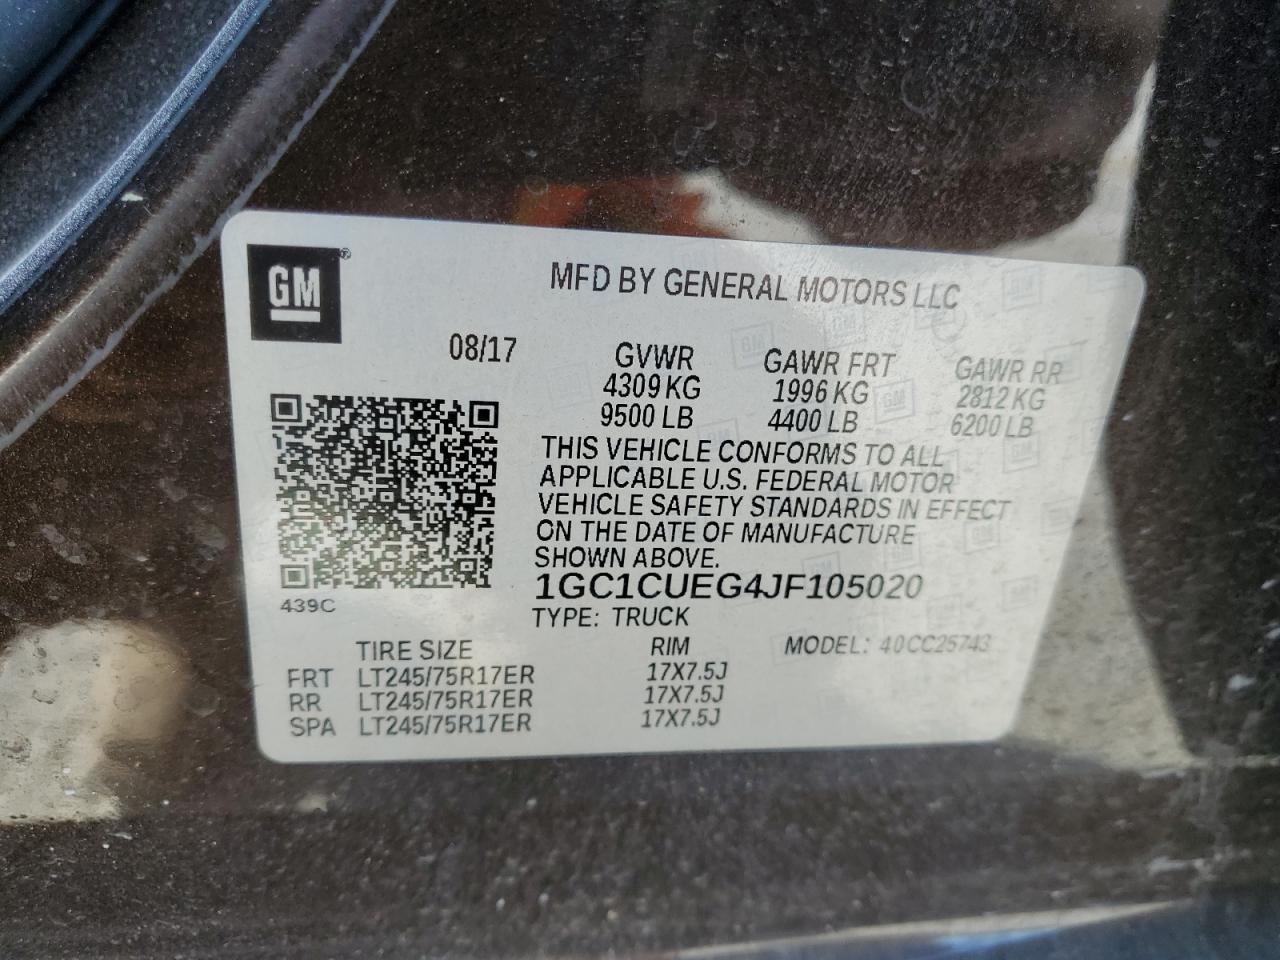 GM®
MFD BY GENERAL MOTORS LLC
08/17
GVWR GAWR FRT GAWR RR
4309 KG 1996 KG 2812 KG
9500 LB 4400 LB 6200 LB
THIS VEHICLE CONFORMS TO ALL
APPLICABLE U.S. FEDERAL MOTOR
VEHICLE SAFETY STANDARDS IN EFFECT
ON THE DATE OF MANUFACTURE
SHOWN ABOVE.
439C
1GC1CUEG4JF105020
TYPE: TRUCK
TIRE SIZE RIM MODEL: 40CC25743
FRT LT245/75R17ER 17X7.5J
RR LT245/75R17ER 17X7.5J
SPA LT245/75R17ER 17X7.5J